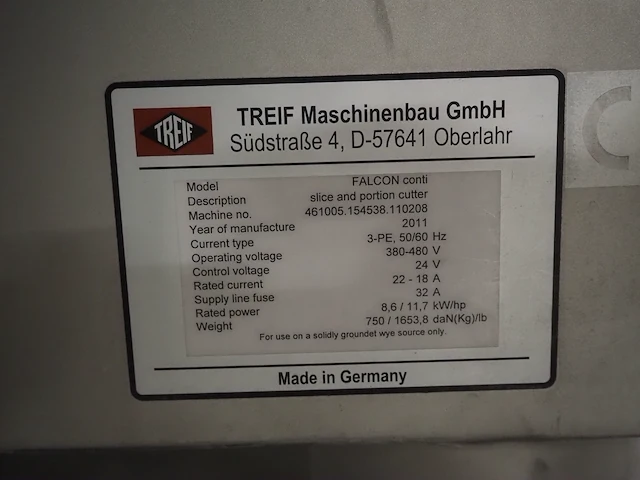 TREIF
TREIF Maschinenbau GmbH
Südstraße 4, D-57641 Oberlahr
Model FALCON conti
Description slice and portion cutter
Machine no. 461005.154538.110208
Year of manufacture 2011
Current type 3-PE, 50/60 Hz
Operating voltage 380-480 V
Control voltage 24 V
Rated current 22 - 18 A
Supply line fuse 32 A
Rated power 8,6 / 11,7 kW/hp
Weight 750 / 1653,8 daN(Kg)/lb
For use on a solidly groundet wye source only.
Made in Germany